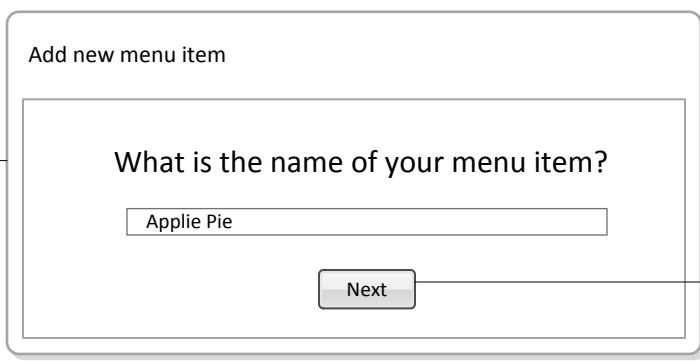 Add new menu item
What is the name of your menu item?
Applie Pie
Next